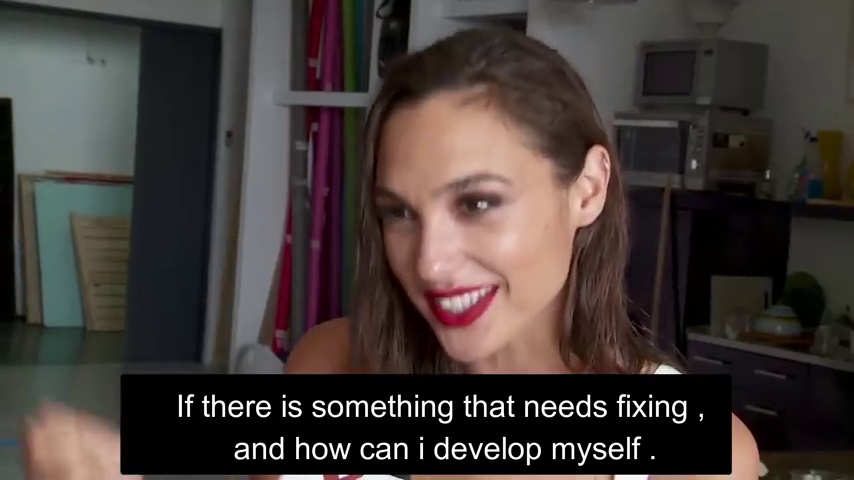 If there is something that needs fixing ,
and how can i develop myself .